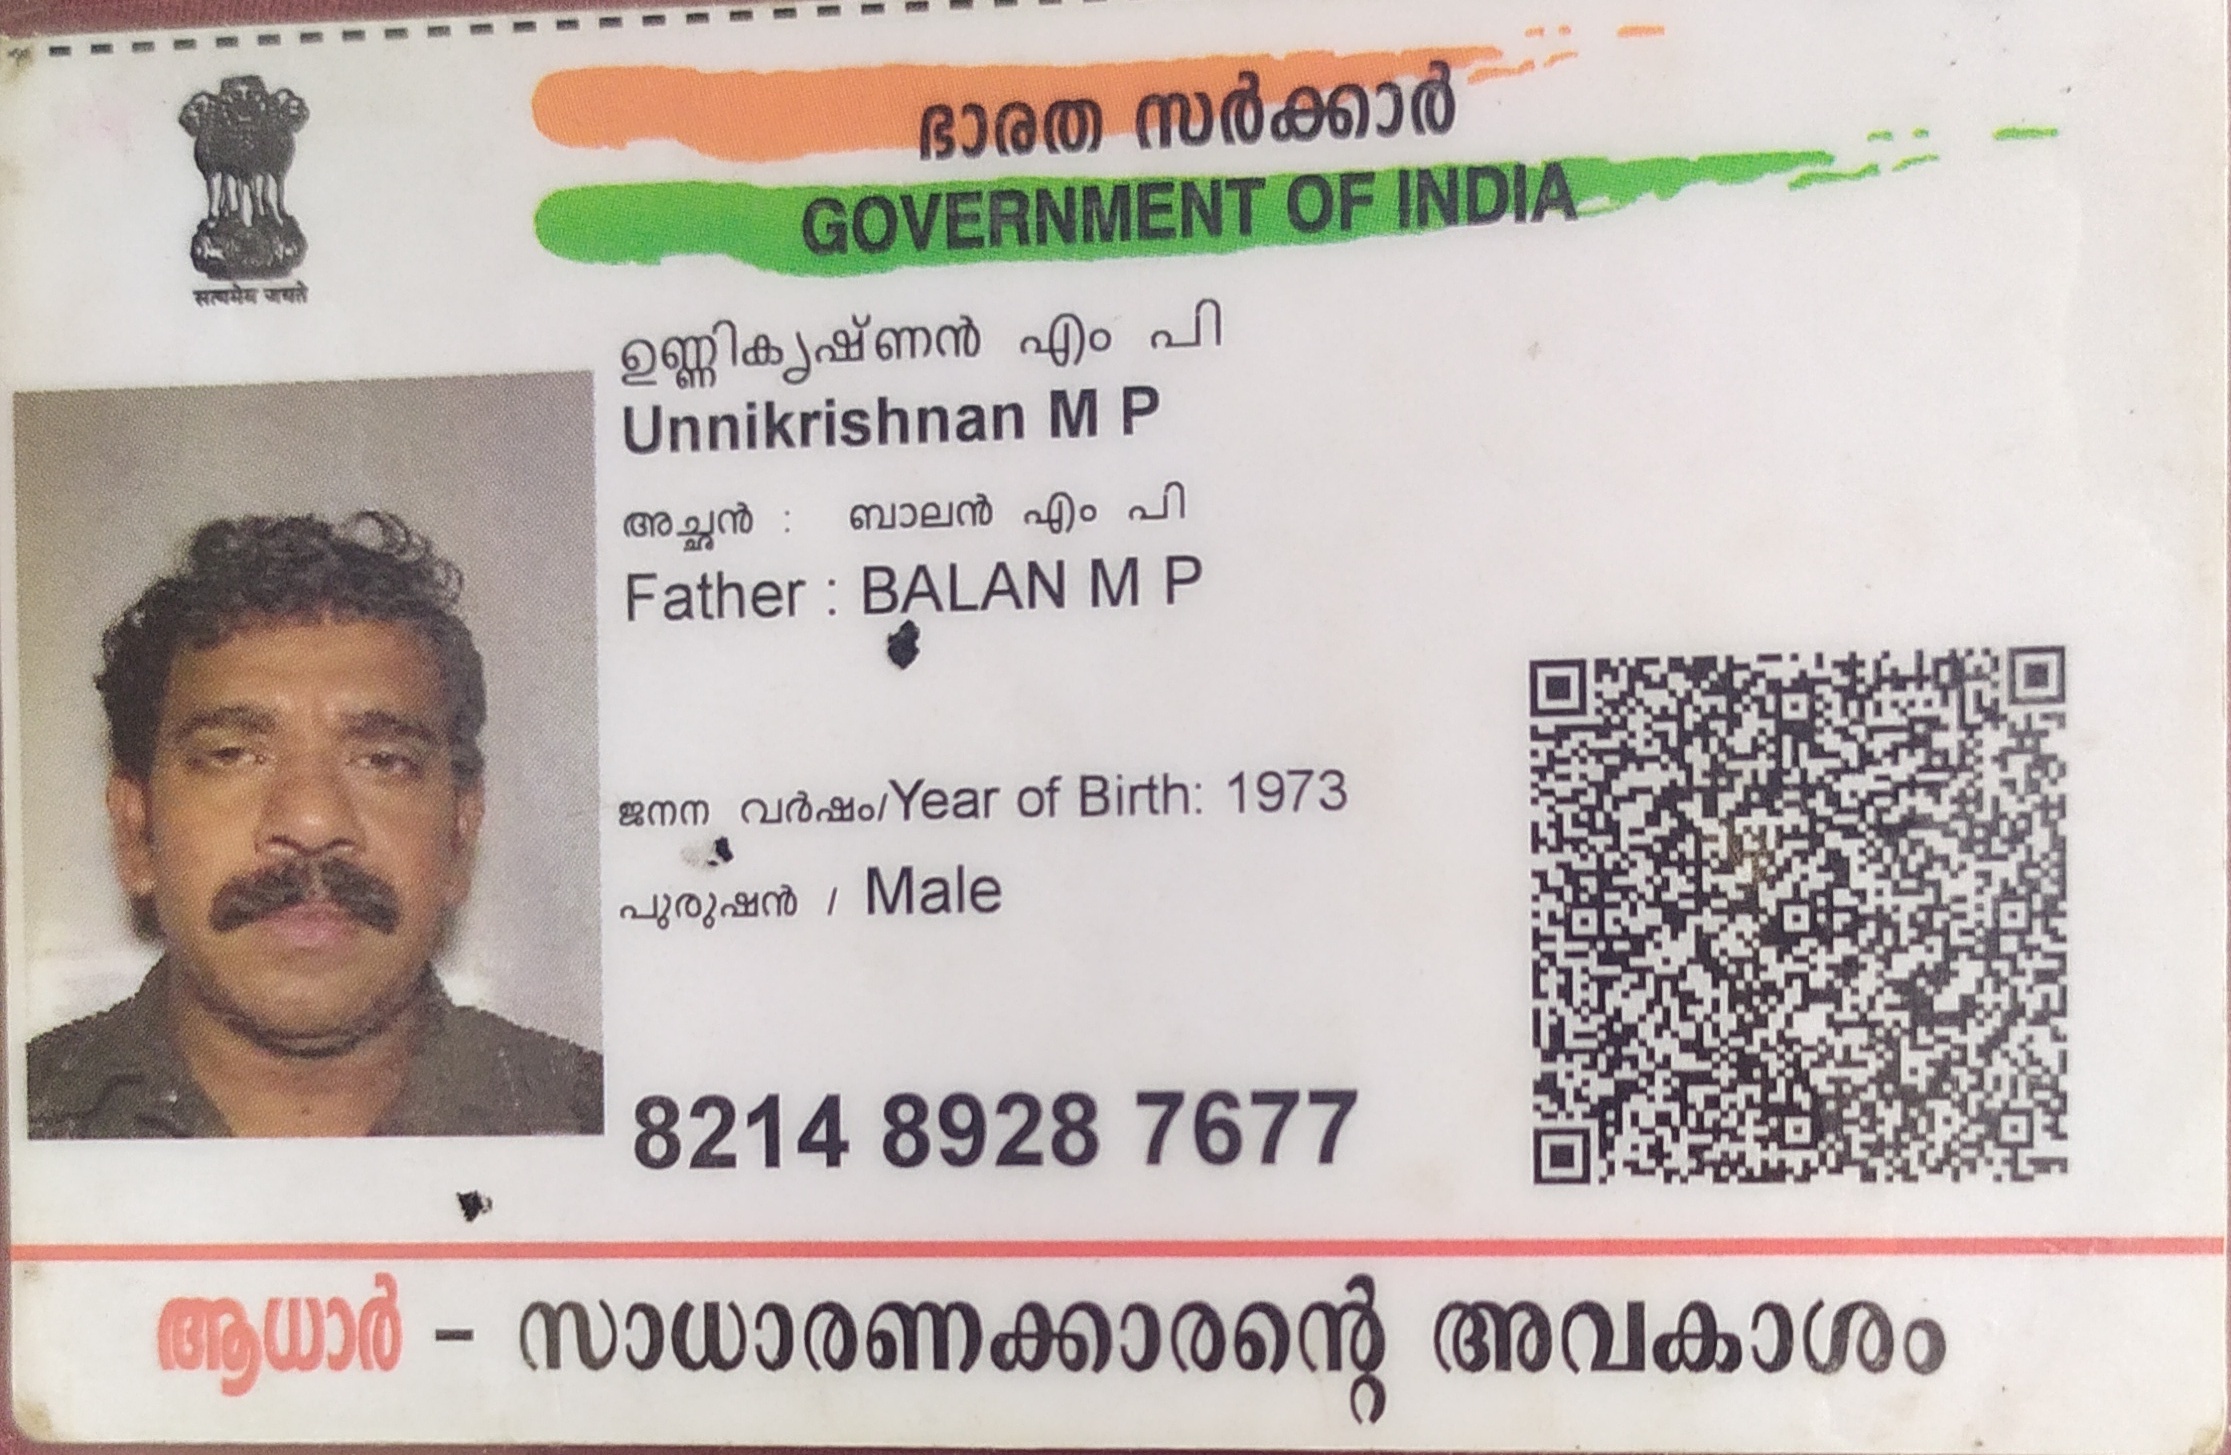 ഭാരത സർക്കാർ
GOVERNMENT OF INDIA
सत्यमेव जयते
ഉണ്ണികൃഷ്ണൻ എം പി
Unnikrishnan M P
അച്ഛൻ : ബാലൻ എം പി
Father : BALAN M P
ജനന വർഷം/Year of Birth: 1973
പുരുഷൻ / Male
8214 8928 7677
ആധാർ - സാധാരണക്കാരന്റെ അവകാശം